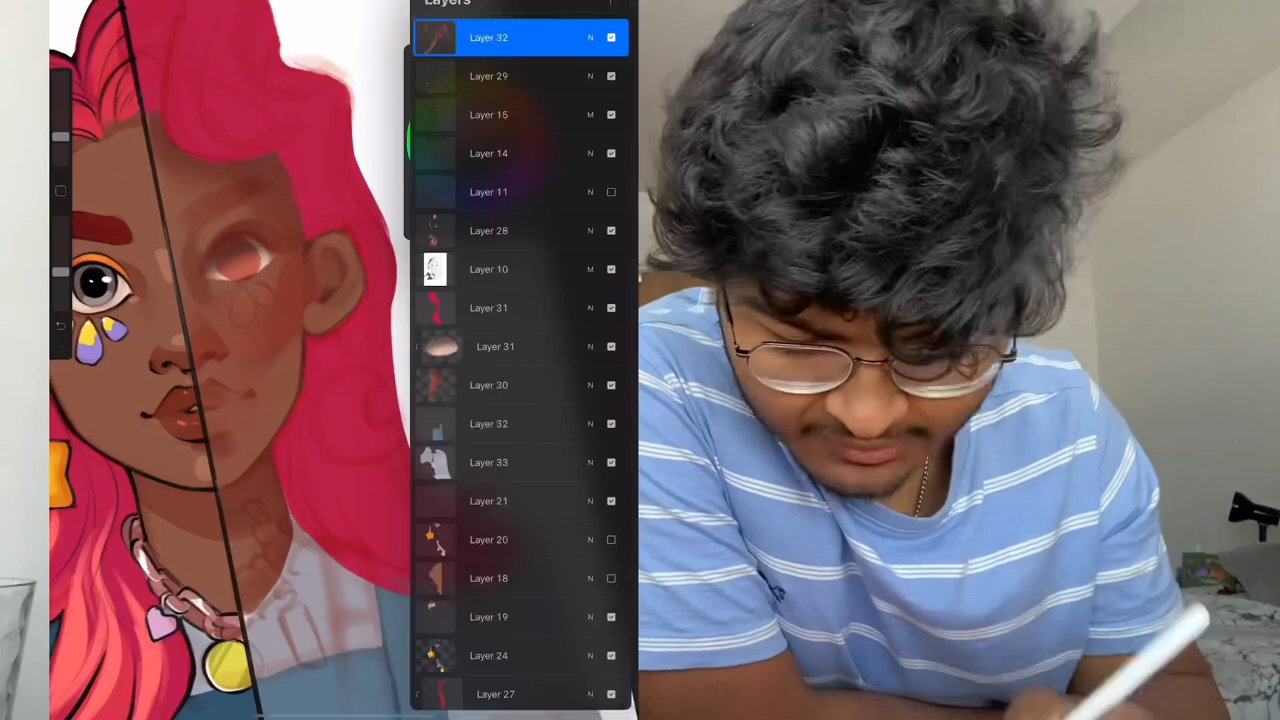 Layers
Layer 32 N
Layer 29 N
Layer 15 M
Layer 14 N
Layer 11 N
Layer 28 N
Layer 10 M
Layer 31 N
Layer 31 N
Layer 30 N
Layer 32 N
Layer 33 N
Layer 21 N
Layer 20 N
Layer 18 N
Layer 19 N
Layer 24 N
Layer 27 N